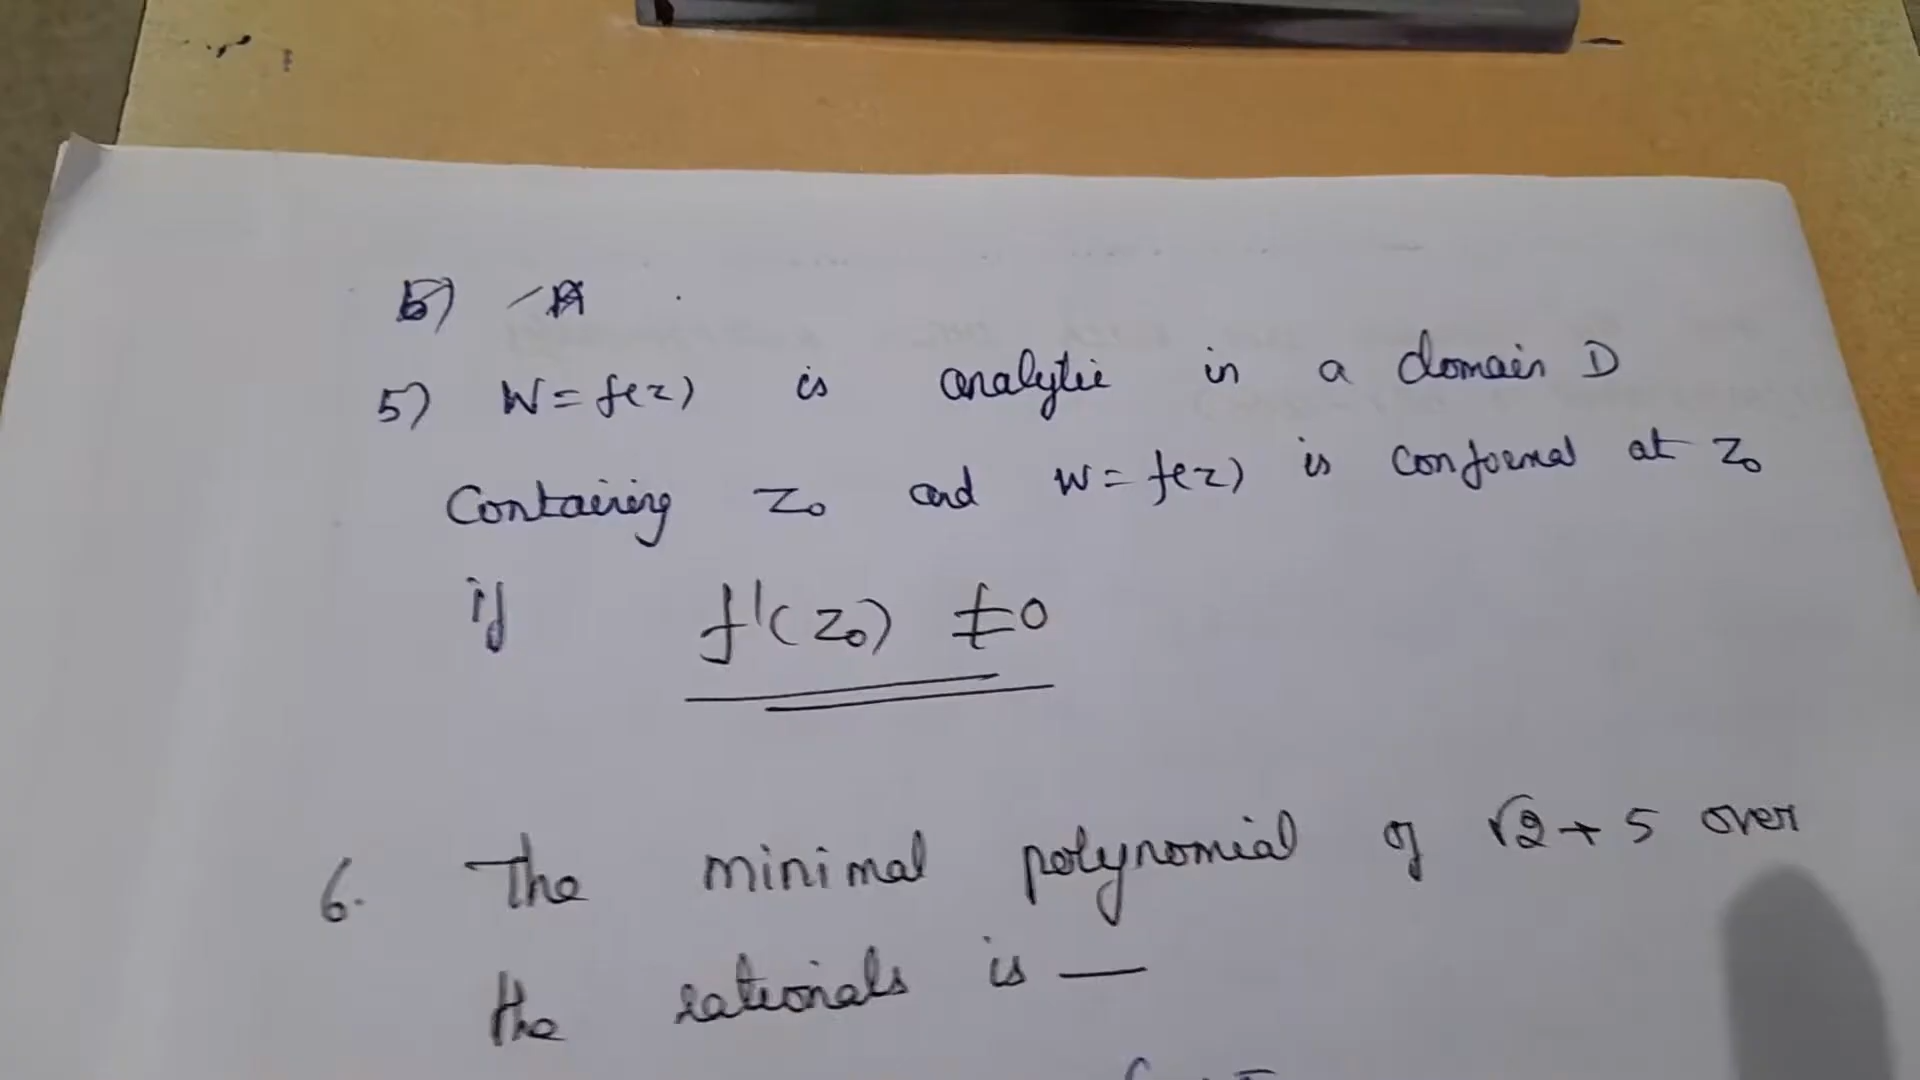 5) W = f(z) is analytic in a domain D
Containing z₀ and w = f(z) is conformal at z₀
if f'(z₀) ≠ 0
6. The minimal polynomial of √2 + 5 over
the rationals is —